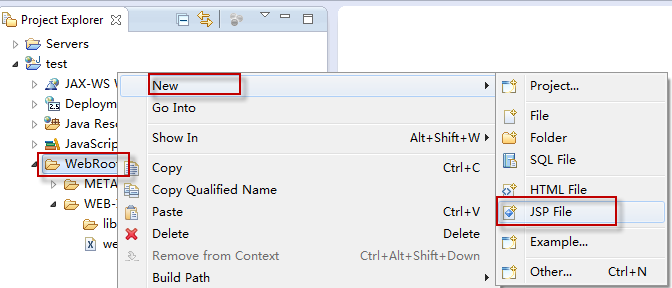 Project Explorer
Servers
test
JAX-WS W
Deploym
Java Reso
JavaScrip
WebRoot
META
WEB-
lib
we
New
Go Into
Show In Alt+Shift+W
Copy Ctrl+C
Copy Qualified Name
Paste Ctrl+V
Delete Delete
Remove from Context Ctrl+Alt+Shift+Down
Build Path
Project...
File
Folder
SQL File
HTML File
JSP File
Example...
Other... Ctrl+N